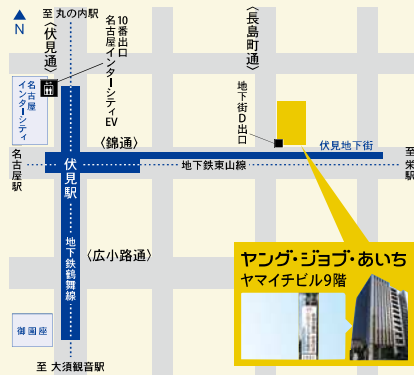 至 丸の内駅
N
〈伏見通〉
10番出口
名古屋インターシティEV
〈長島町通〉
名古屋
インターシティ
地下街D出口
〈錦通〉
伏見地下街
至 名古屋駅
伏見駅
地下鉄東山線
至 栄駅
地下鉄鶴舞線
〈広小路通〉
ヤング・ジョブ・あいち
ヤマイチビル9階
御園座
至 大須観音駅